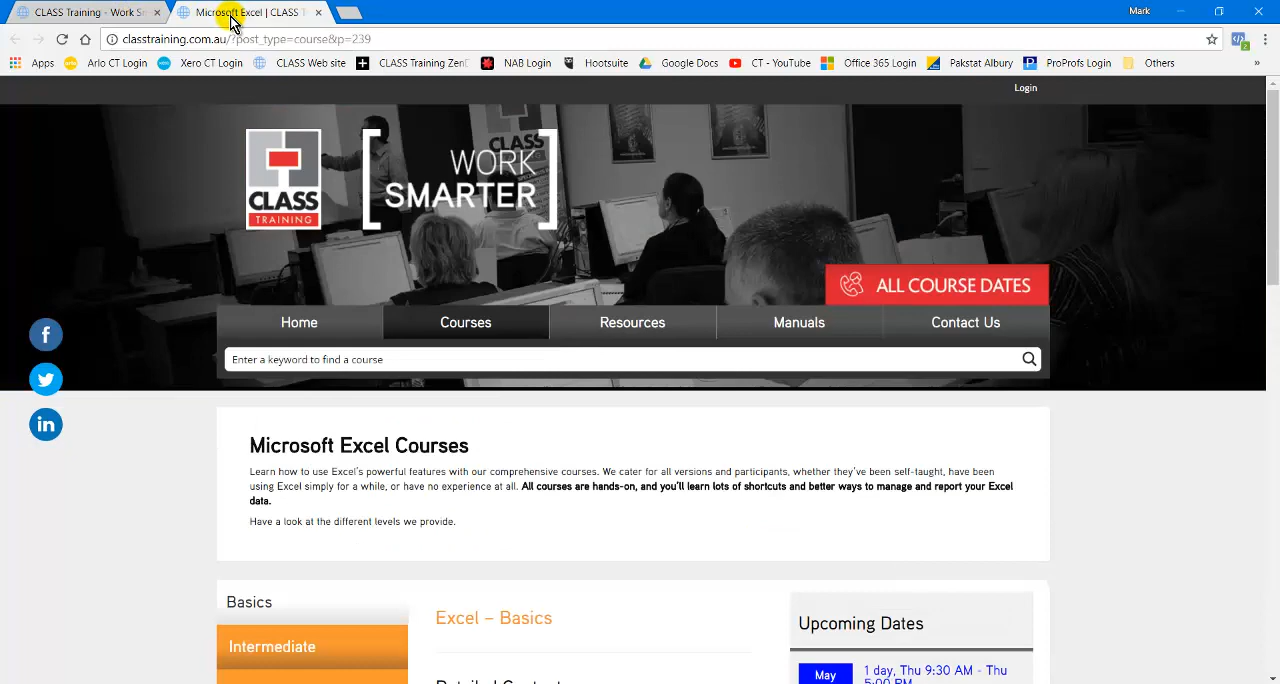 CLASS Training - Work S
Microsoft Excel | CLASS T
Mark
classtraining.com.au/?post_type=course&p=239
Apps
Arlo CT Login
Xero CT Login
CLASS Web site
CLASS Training ZenD
NAB Login
Hootsuite
Google Docs
CT - YouTube
Office 365 Login
Pakstat Albury
ProProfs Login
Others
»
Login
CLASS
TRAINING
WORK
SMARTER
CLASS
ALL COURSE DATES
Home
Courses
Resources
Manuals
Contact Us
Enter a keyword to find a course
Microsoft Excel Courses
Learn how to use Excel's powerful features with our comprehensive courses. We cater for all versions and participants, whether they've been self-taught, have been
using Excel simply for a while, or have no experience at all. All courses are hands-on, and you'll learn lots of shortcuts and better ways to manage and report your Excel
data.
Have a look at the different levels we provide.
Basics
Intermediate
Excel – Basics
Detailed Content
Upcoming Dates
May
1 day, Thu 9:30 AM - Thu
5:00 PM